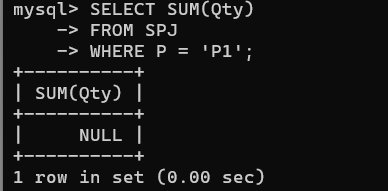 mysql> SELECT SUM(Qty)
    -> FROM SPJ
    -> WHERE P = 'P1';
+----------+
| SUM(Qty) |
+----------+
|     NULL |
+----------+
1 row in set (0.00 sec)